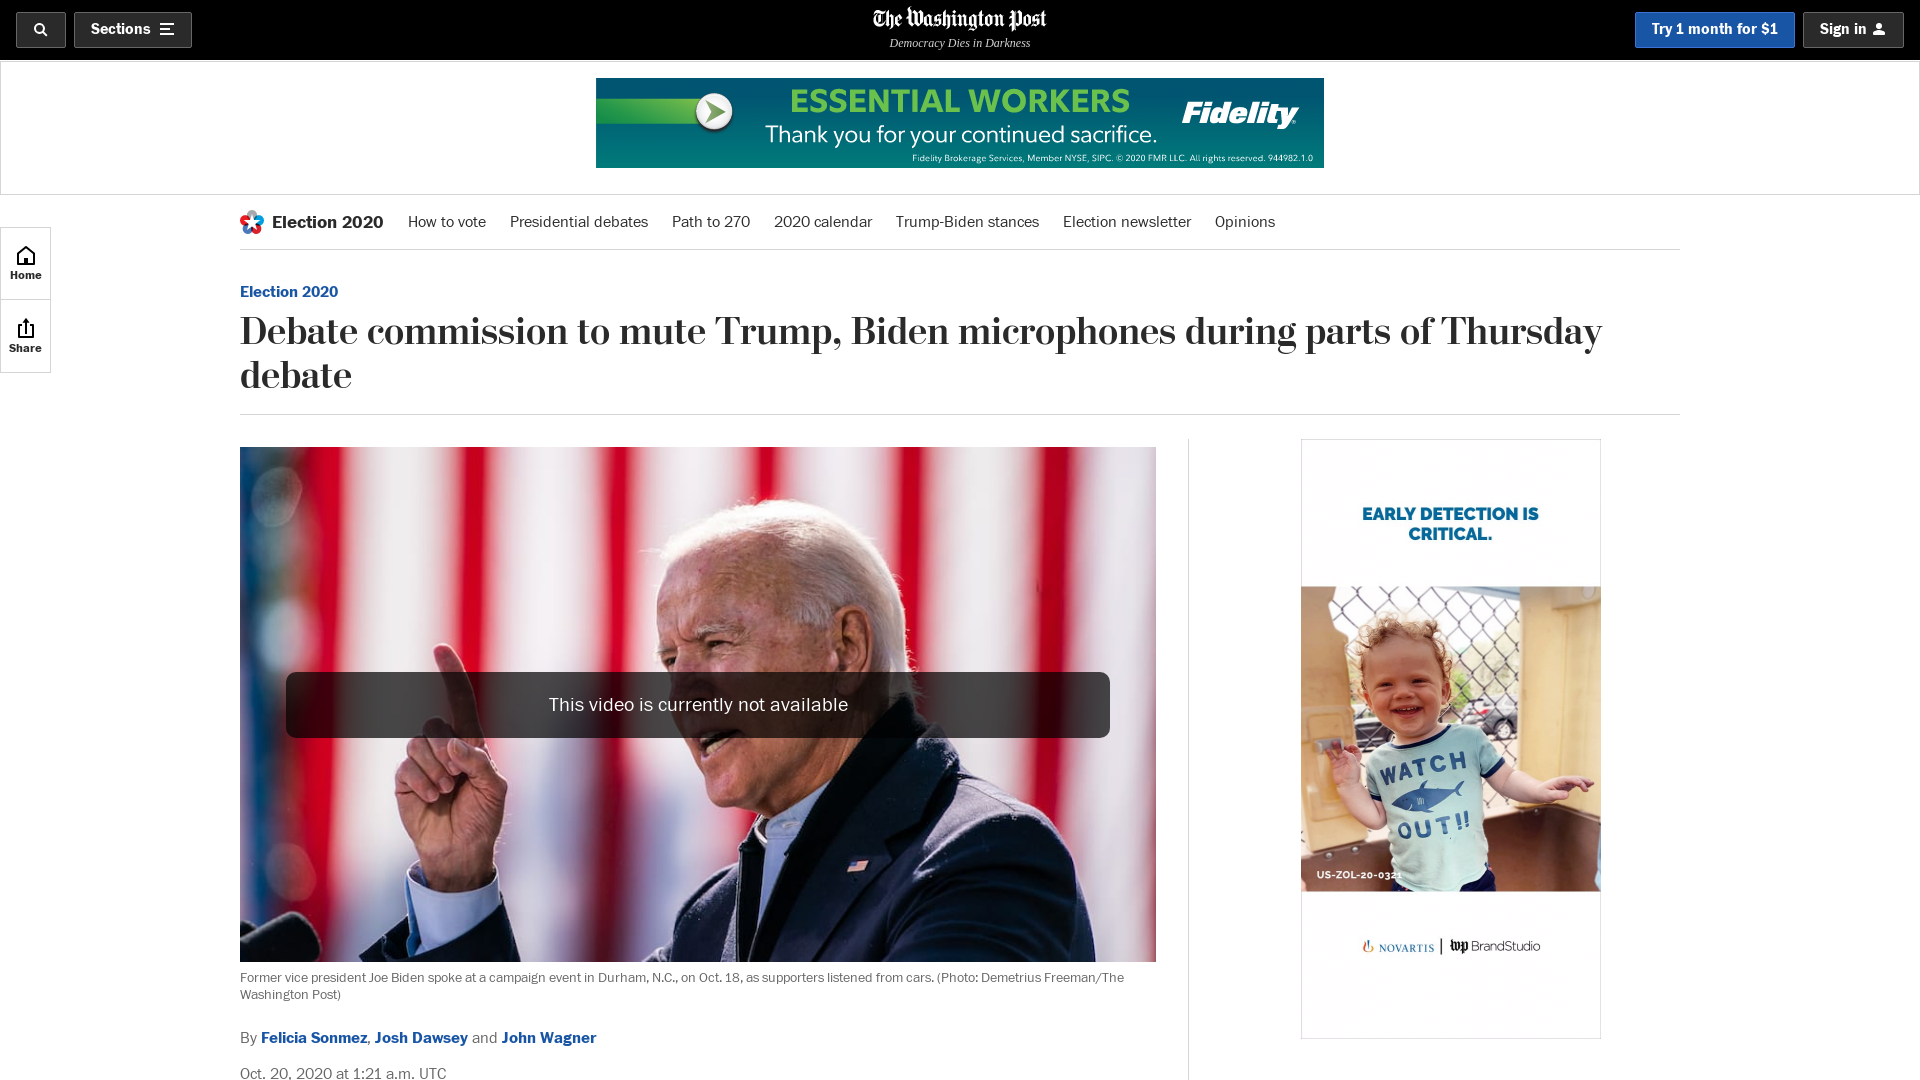 Sections
The Washington Post
Democracy Dies in Darkness
Try 1 month for $1
Sign in
ESSENTIAL WORKERS
Thank you for your continued sacrifice.
Fidelity
Fidelity Brokerage Services, Member NYSE, SIPC. © 2020 FMR LLC. All rights reserved. 944982.1.0
Election 2020 How to vote Presidential debates Path to 270 2020 calendar Trump-Biden stances Election newsletter Opinions
Home
Share
Election 2020
Debate commission to mute Trump, Biden microphones during parts of Thursday
debate
This video is currently not available
Former vice president Joe Biden spoke at a campaign event in Durham, N.C., on Oct. 18, as supporters listened from cars. (Photo: Demetrius Freeman/The
Washington Post)
By Felicia Sonmez, Josh Dawsey and John Wagner
Oct. 20, 2020 at 1:21 a.m. UTC
EARLY DETECTION IS
CRITICAL.
WATCH
OUT!!
US-ZOL-20-0321
NOVARTIS | wp BrandStudio